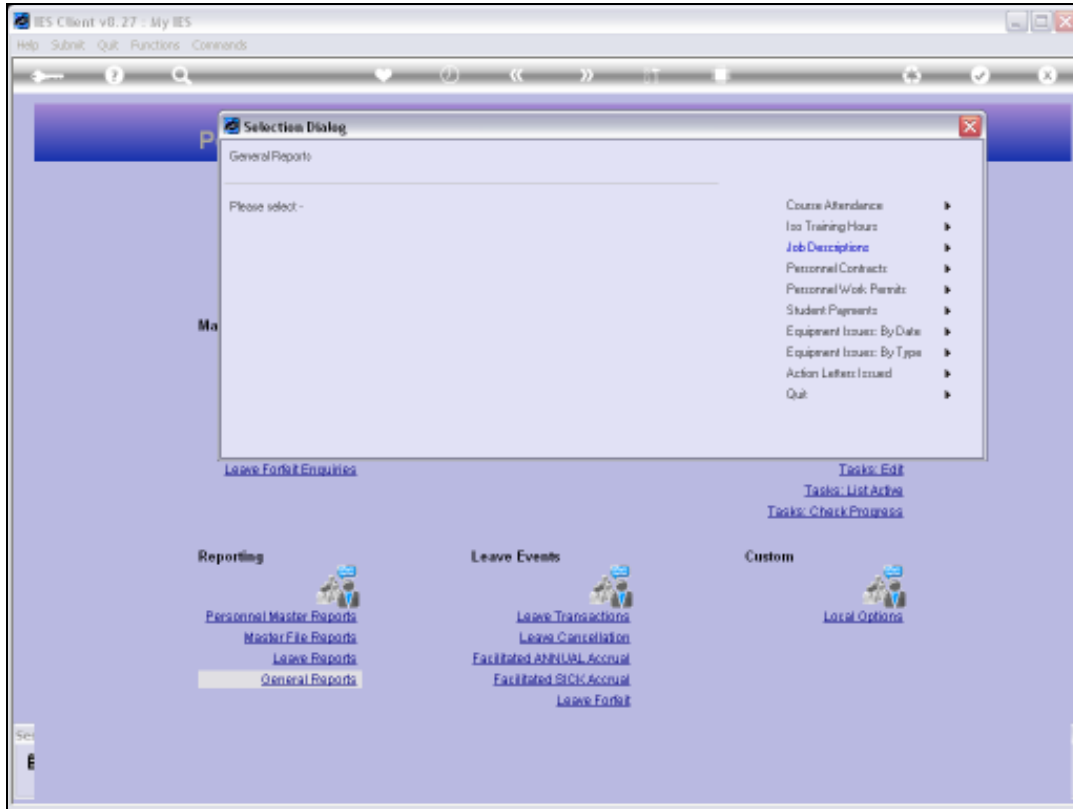 IES Client v8.27 : My IES
Help Submit Quit Functions Commands
P
Selection Dialog
General Reports
Please select -
Course Attendance
Iso Training Hours
Job Descriptions
Personnel Contracts
Personnel Work Permits
Student Payments
Equipment Issues: By Date
Equipment Issues: By Type
Action Letters Issued
Quit
Ma
Leave Forfeit Enquiries
Tasks: Edit
Tasks: List Active
Tasks: Check Progress
Reporting
Personnel Master Reports
Master File Reports
Leave Reports
General Reports
Leave Events
Leave Transactions
Leave Cancellation
Facilitated ANNUAL Accrual
Facilitated SICK Accrual
Leave Forfeit
Custom
Local Options
Se